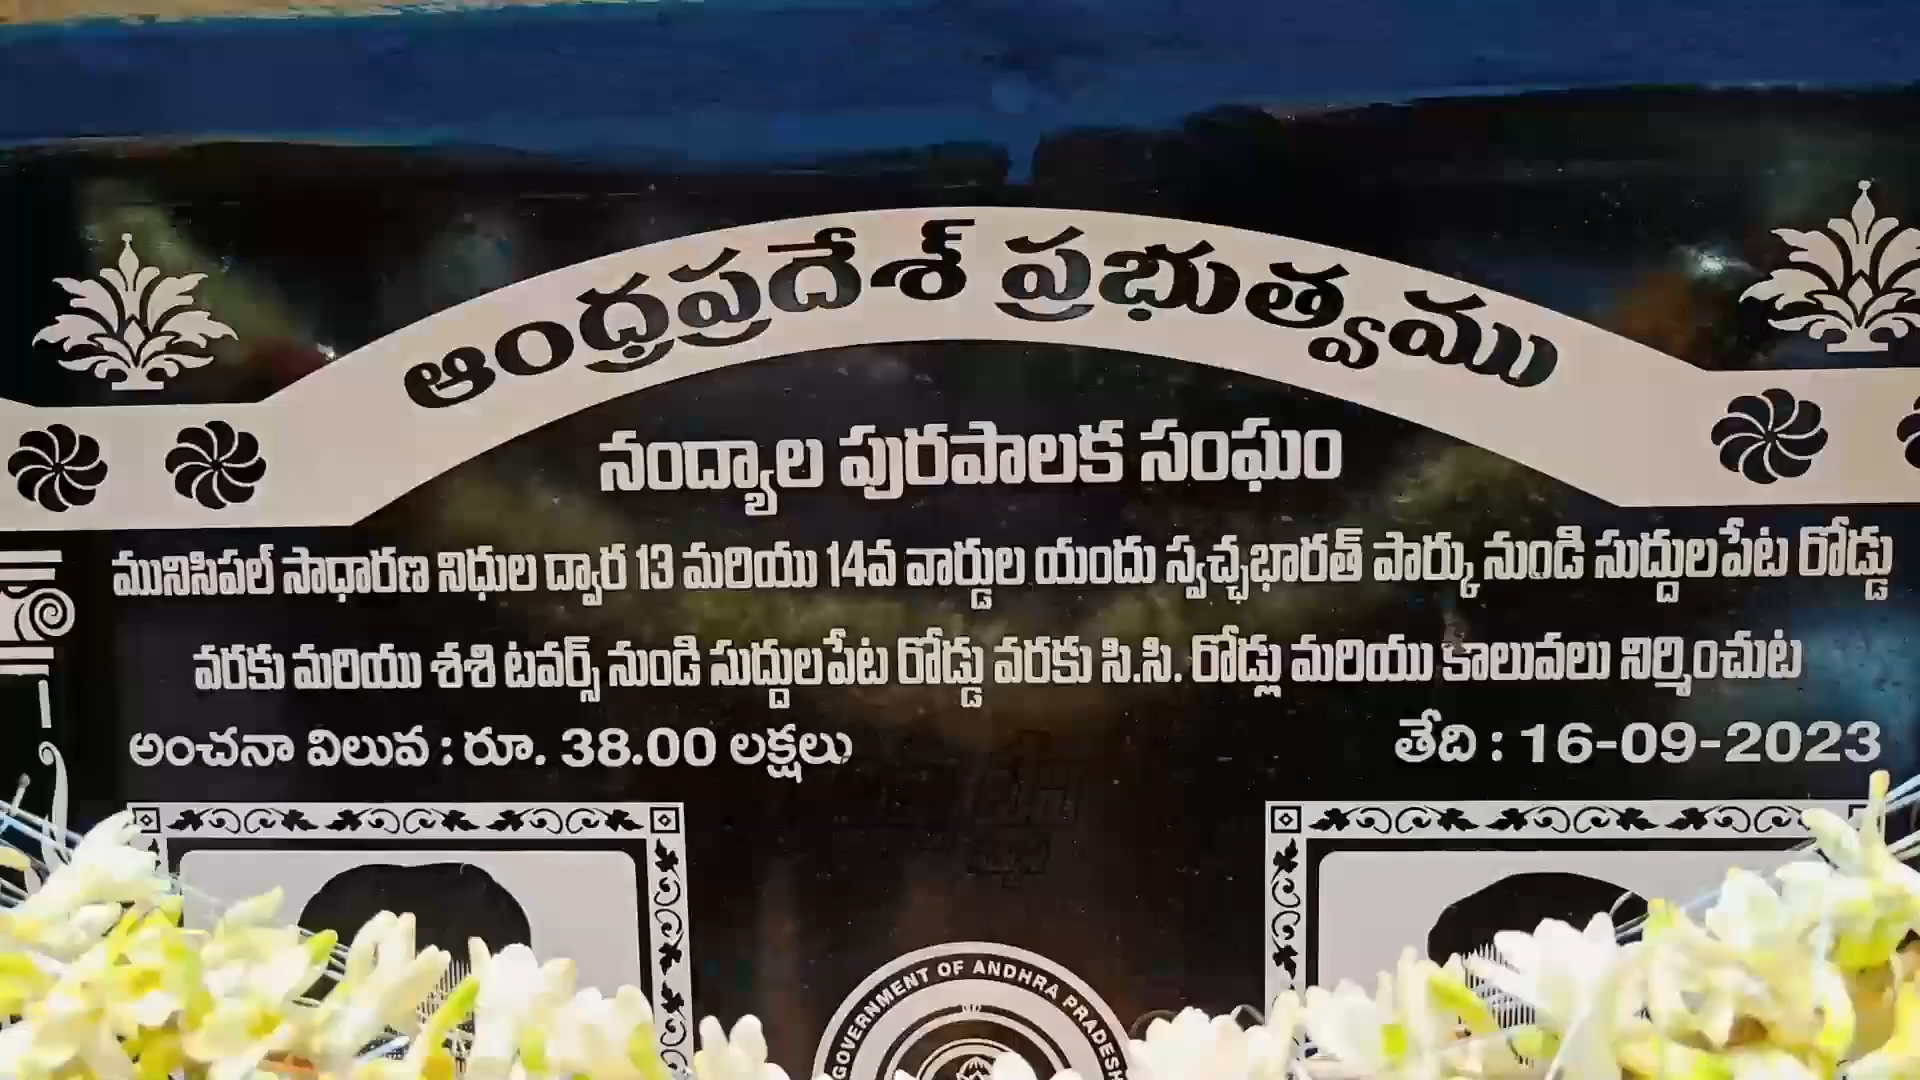 ఆంధ్రప్రదేశ్ ప్రభుత్వము
నంద్యాల పురపాలక సంఘం
మునిసిపల్ సాధారణ నిధుల ద్వార 13 మరియు 14వ వార్డుల యందు స్వచ్ఛభారత్ పార్కు నుండి సుద్దులపేట రోడ్డు
వరకు మరియు శశి టవర్స్ నుండి సుద్దులపేట రోడ్డు వరకు సి.సి. రోడ్లు మరియు కాలువలు నిర్మించుట
అంచనా విలువ : రూ. 38.00 లక్షలు
తేది : 16-09-2023
GOVERNMENT OF ANDHRA PRADESH